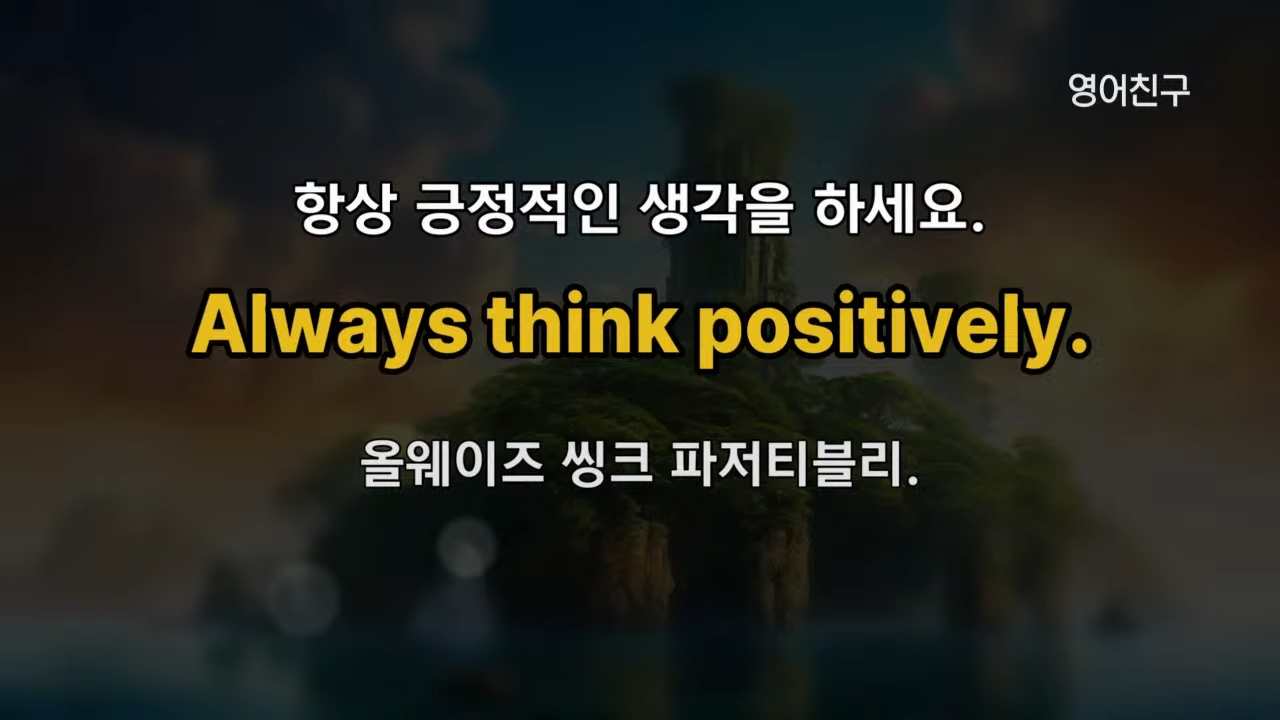 영어친구
항상 긍정적인 생각을 하세요.
Always think positively.
올웨이즈 씽크 파저티블리.